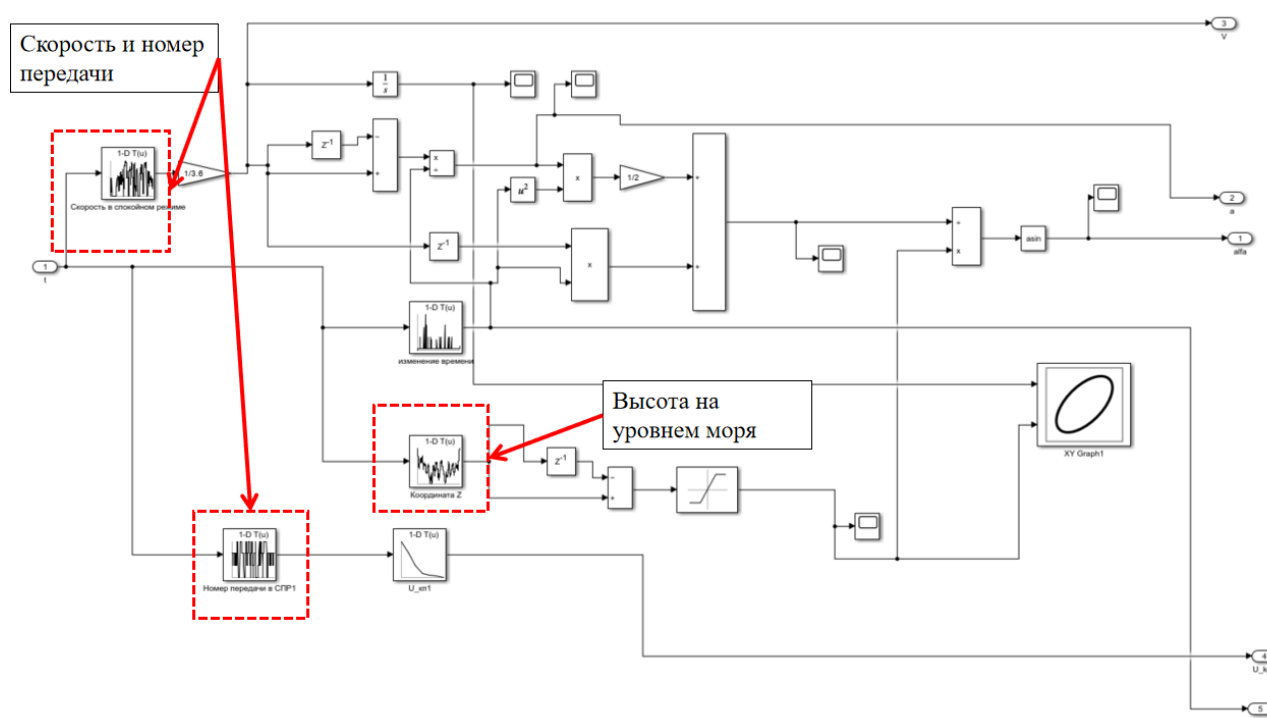 3
V
Скорость и номер
передачи
1
s
1-D T(u)
1/3.6
Скорость в спокойном режиме
z-1
−
+
x
÷
u2
x
1/2
+
+
2
a
÷
x
asin
1
alfa
z-1
x
1
t
1-D T(u)
изменение времени
Высота на
уровнем моря
XY Graph1
1-D T(u)
Координата Z
z-1
−
+
1-D T(u)
Номер передачи в СПР1
1-D T(u)
U_кп1
4
U_k
5